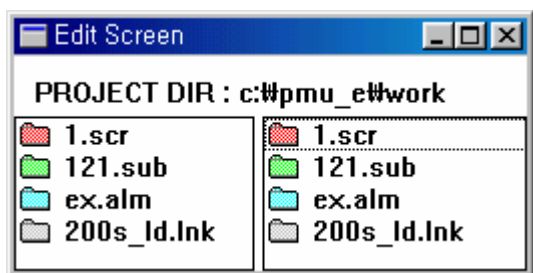 Edit Screen
PROJECT DIR : c:₩pmu_e₩work
1.scr
121.sub
ex.alm
200s_ld.lnk
1.scr
121.sub
ex.alm
200s_ld.lnk